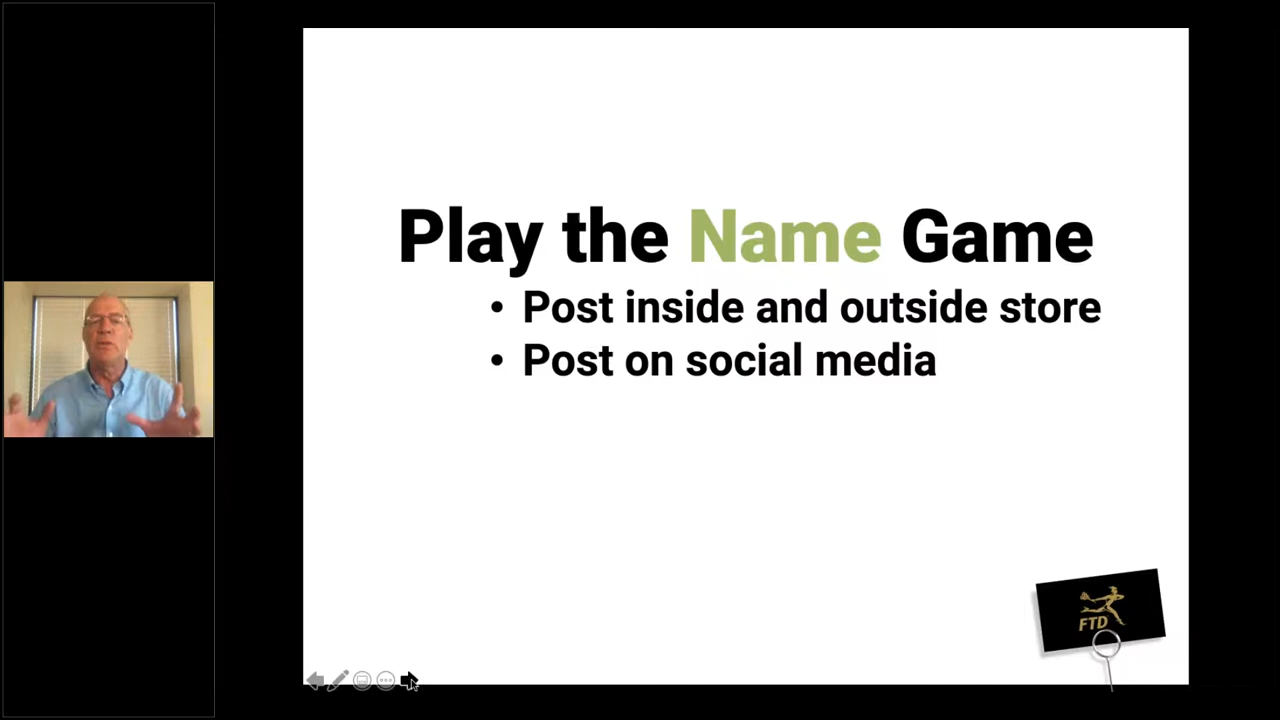 Play the Name Game
• Post inside and outside store
• Post on social media
FTD